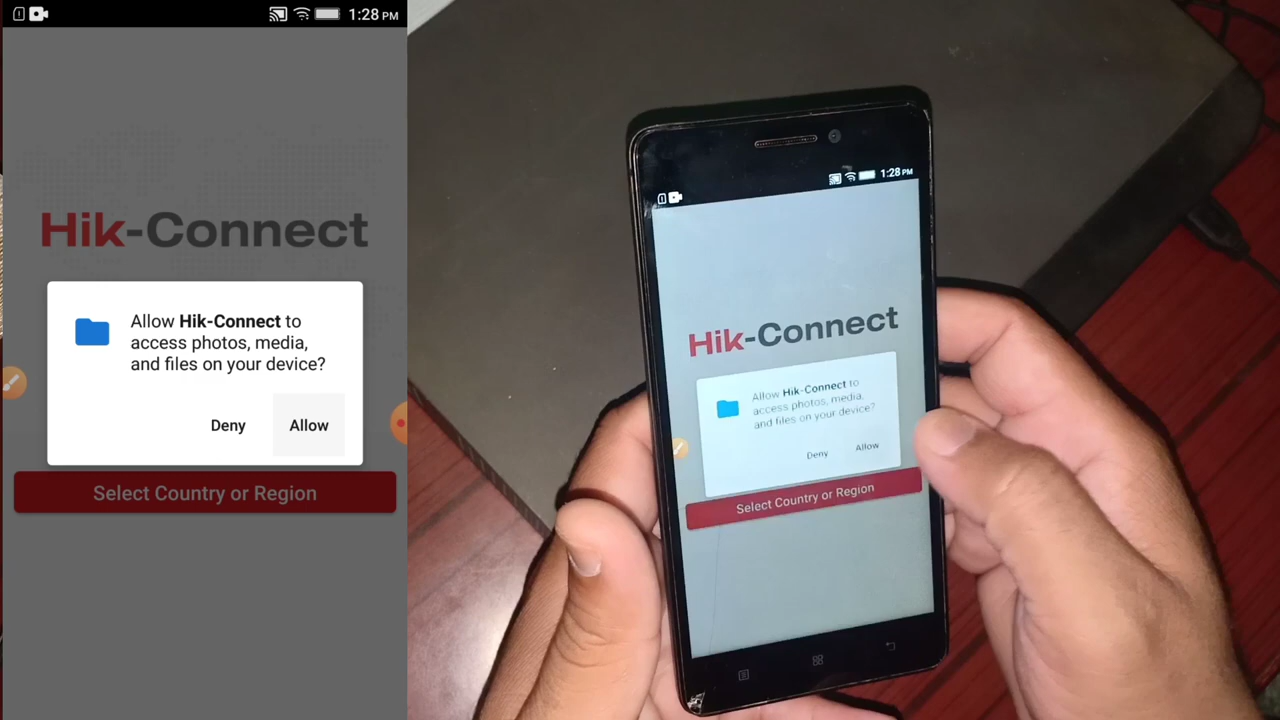 1:28 PM
Hik-Connect
Allow Hik-Connect to
access photos, media,
and files on your device?
Deny Allow
Select Country or Region
1:28 PM
Hik-Connect
Allow Hik-Connect to
access photos, media,
and files on your device?
Deny Allow
Select Country or Region